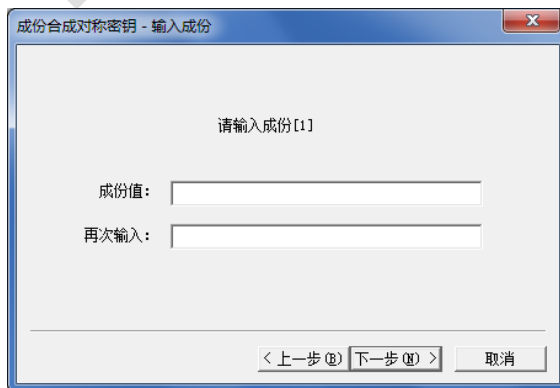 成份合成对称密钥 - 输入成份
请输入成份[1]
成份值:
再次输入:
< 上一步(B) 下一步(N) > 取消